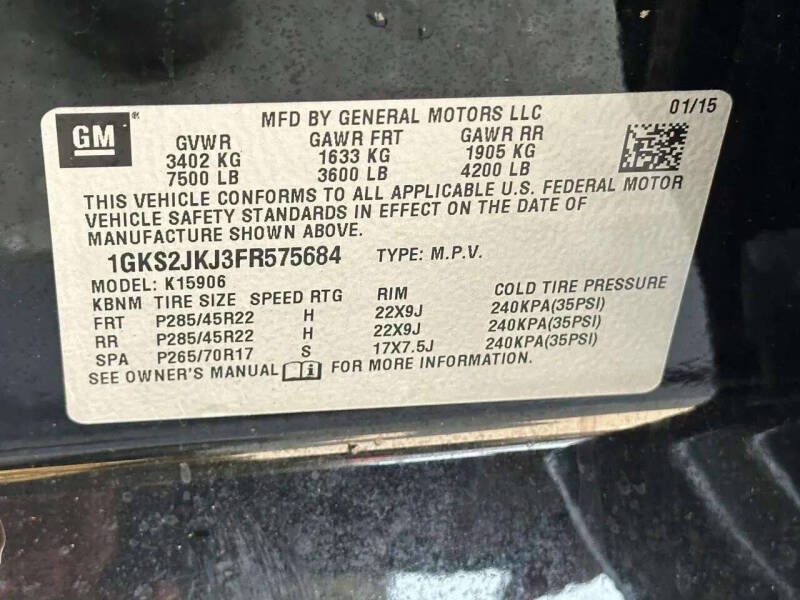 GM® MFD BY GENERAL MOTORS LLC 01/15
GVWR GAWR FRT GAWR RR
3402 KG 1633 KG 1905 KG
7500 LB 3600 LB 4200 LB
THIS VEHICLE CONFORMS TO ALL APPLICABLE U.S. FEDERAL MOTOR
VEHICLE SAFETY STANDARDS IN EFFECT ON THE DATE OF
MANUFACTURE SHOWN ABOVE.
1GKS2JKJ3FR575684 TYPE: M.P.V.
MODEL: K15906
KBNM TIRE SIZE SPEED RTG RIM COLD TIRE PRESSURE
FRT P285/45R22 H 22X9J 240KPA(35PSI)
RR P285/45R22 H 22X9J 240KPA(35PSI)
SPA P265/70R17 S 17X7.5J 240KPA(35PSI)
SEE OWNER'S MANUAL i FOR MORE INFORMATION.